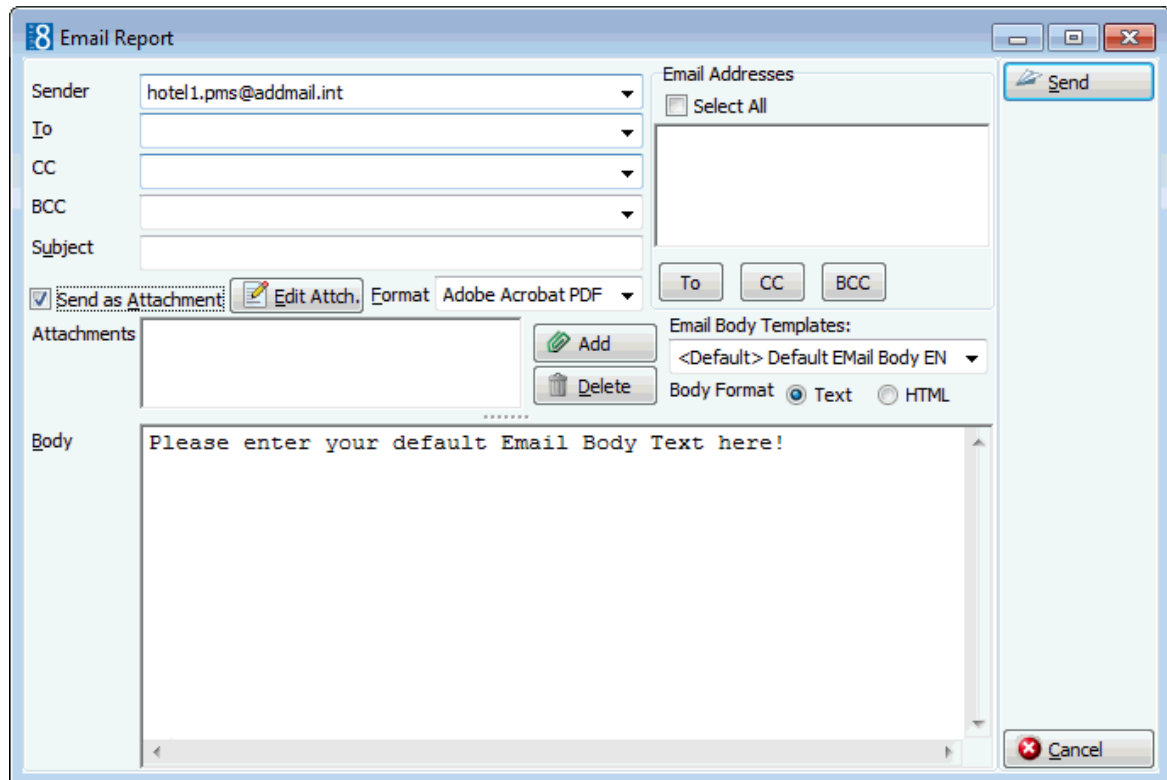 8 Email Report
Sender hotel1.pms@addmail.int
To
CC
BCC
Subject
Send as Attachment Edit Attch. Format Adobe Acrobat PDF
Attachments
Add
Delete
Email Addresses
Select All
To CC BCC
Email Body Templates:
<Default> Default EMail Body EN
Body Format Text HTML
Body Please enter your default Email Body Text here!
Send
Cancel